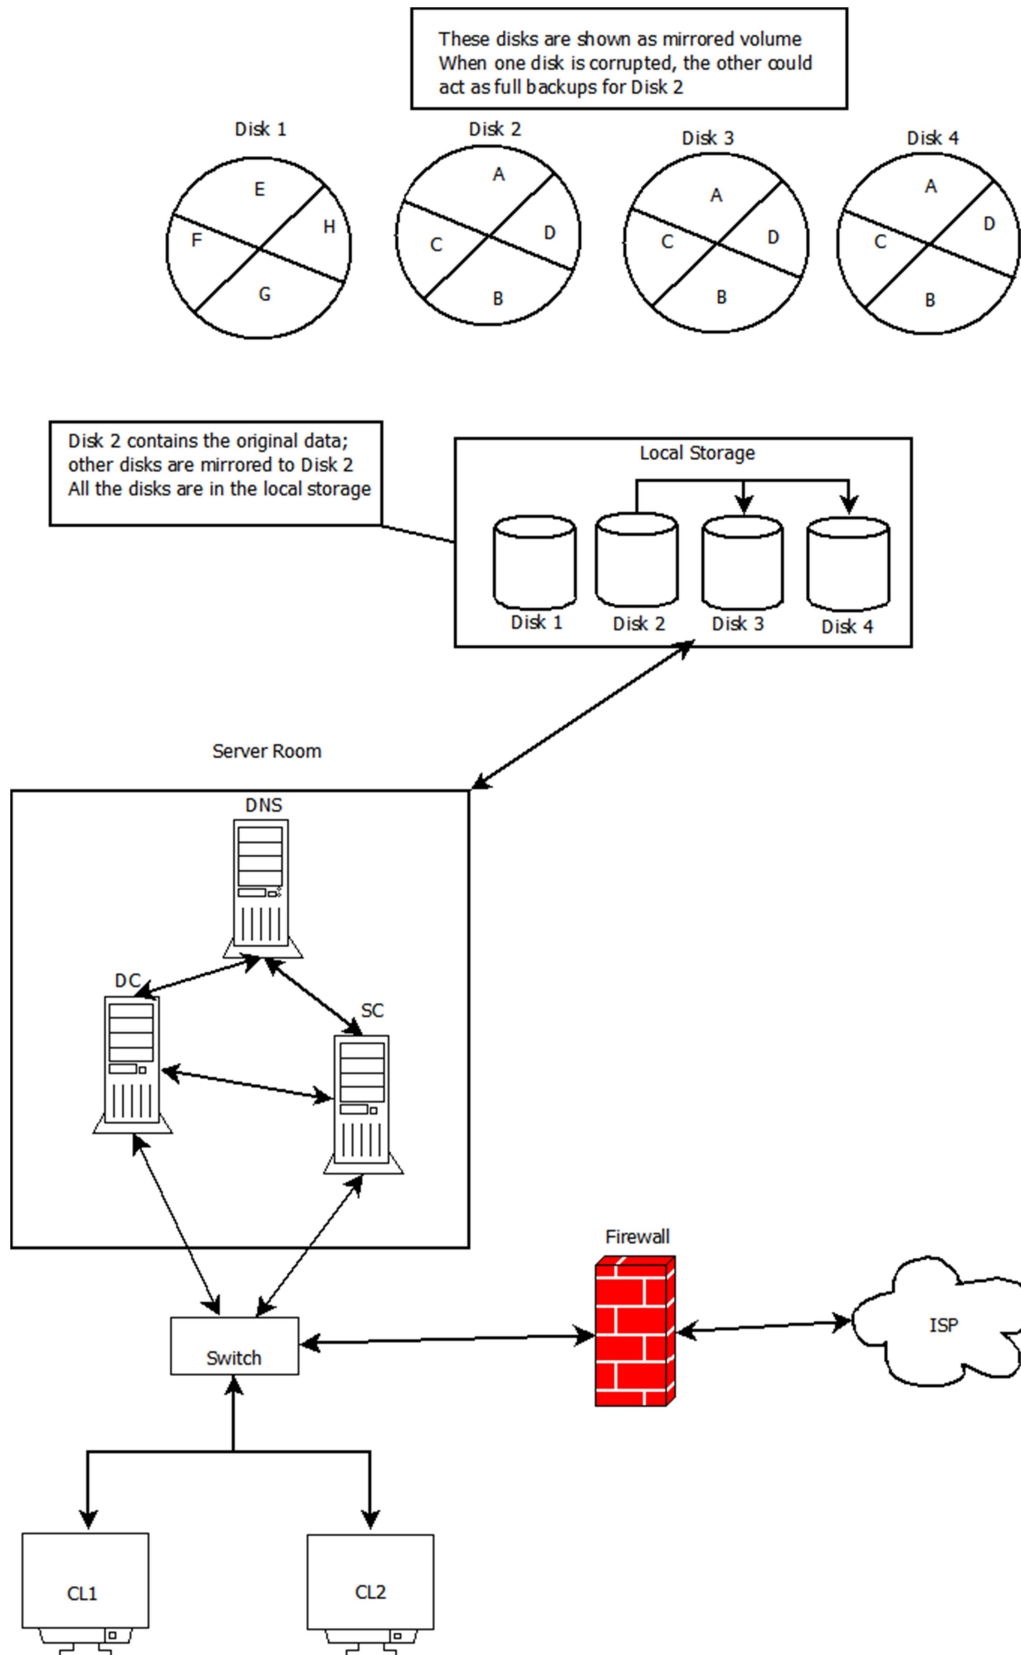 These disks are shown as mirrored volume
When one disk is corrupted, the other could
act as full backups for Disk 2
Disk 1
Disk 2
Disk 3
Disk 4
E
F
H
G
A
C
D
B
A
C
D
B
A
C
D
B
Disk 2 contains the original data;
other disks are mirrored to Disk 2
All the disks are in the local storage
Local Storage
Disk 1
Disk 2
Disk 3
Disk 4
Server Room
DNS
DC
SC
Firewall
ISP
Switch
CL1
CL2